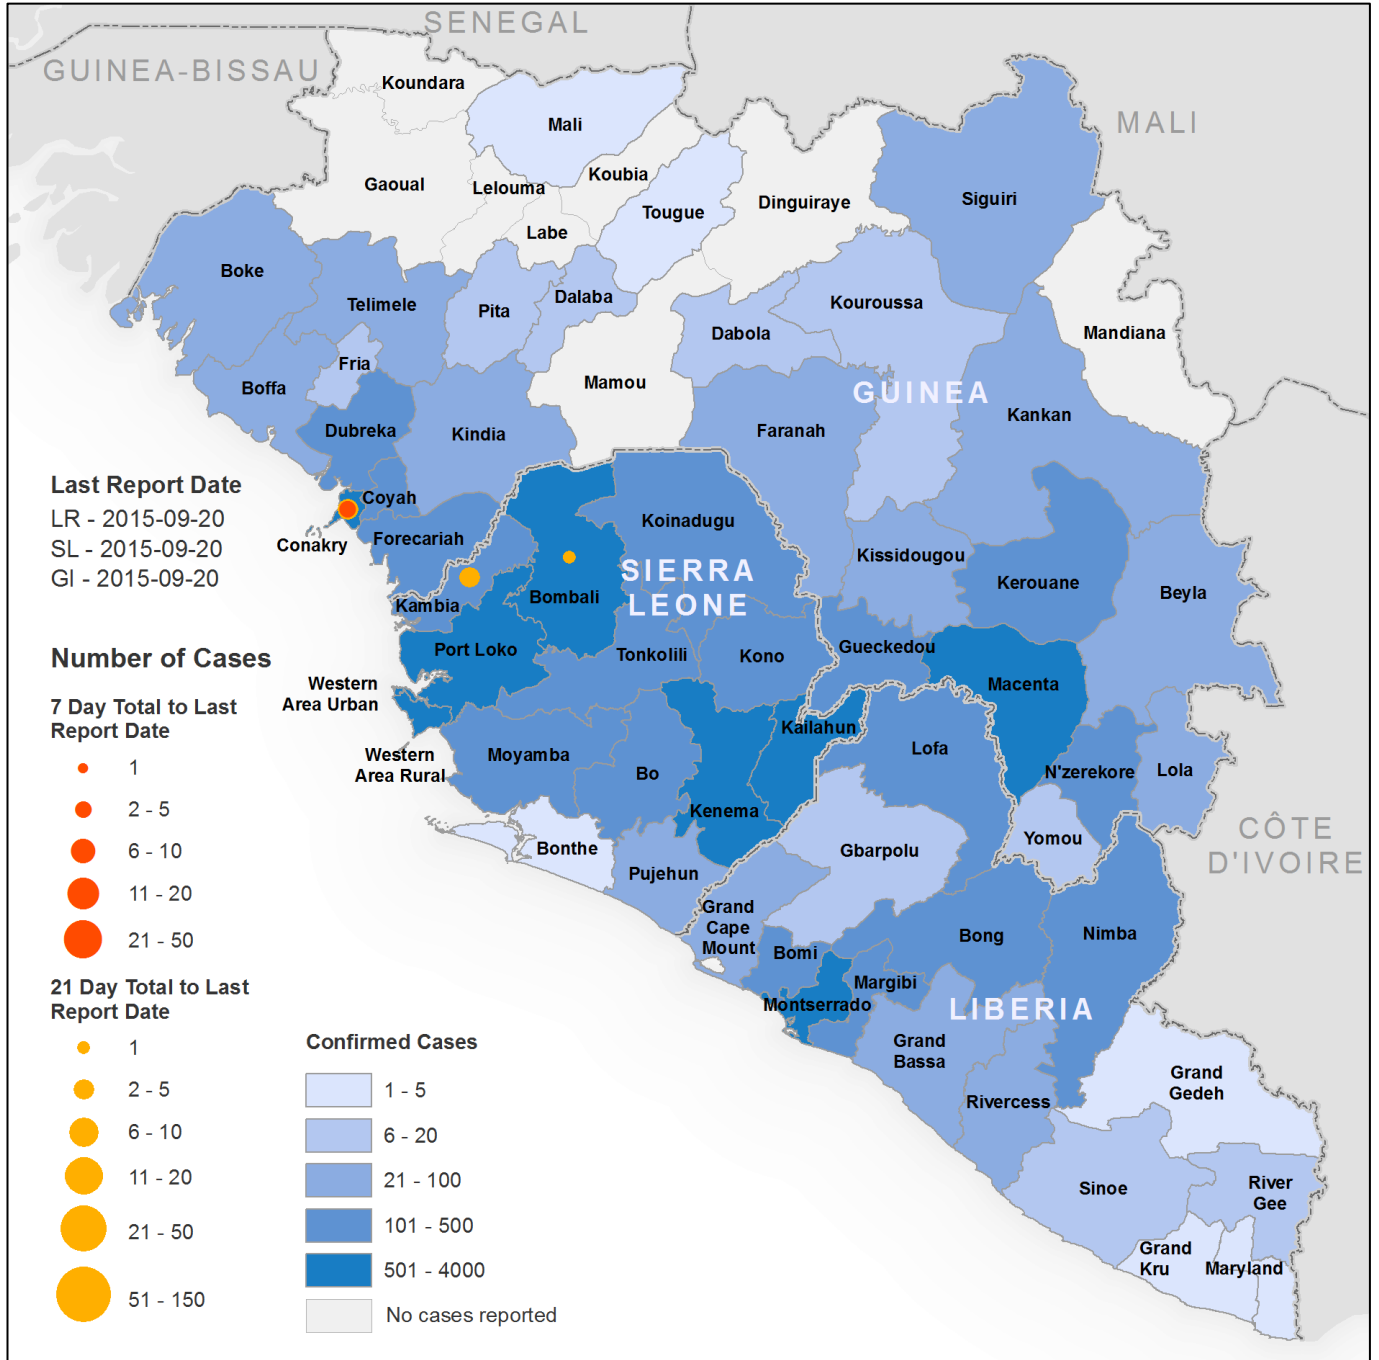 SENEGAL
GUINEA-BISSAU
MALI
Koundara
Mali
Gaoual
Lelouma
Koubia
Labe
Tougue
Dinguiraye
Siguiri
Boke
Telimele
Pita
Dalaba
Kouroussa
Dabola
Mandiana
Fria
Boffa
Mamou
GUINEA
Dubreka
Kindia
Faranah
Kankan
Last Report Date
LR - 2015-09-20
SL - 2015-09-20
GI - 2015-09-20
Coyah
Conakry
Forecariah
Koinadugu
Kissidougou
SIERRA
LEONE
Kerouane
Beyla
Kambia
Bombali
Port Loko
Tonkolili
Kono
Gueckedou
Macenta
Western
Area Urban
Western
Area Rural
Moyamba
Bo
Kailahun
Lofa
N'zerekore
Lola
Kenema
Bonthe
Pujehun
Gbarpolu
Yomou
CÔTE
D'IVOIRE
Grand
Cape
Mount
Bomi
Bong
Nimba
Margibi
Montserrado
LIBERIA
Grand
Bassa
Rivercess
Grand
Gedeh
Sinoe
River
Gee
Grand
Kru
Maryland
Number of Cases
7 Day Total to Last
Report Date
1
2 - 5
6 - 10
11 - 20
21 - 50
21 Day Total to Last
Report Date
1
2 - 5
6 - 10
11 - 20
21 - 50
51 - 150
Confirmed Cases
1 - 5
6 - 20
21 - 100
101 - 500
501 - 4000
No cases reported